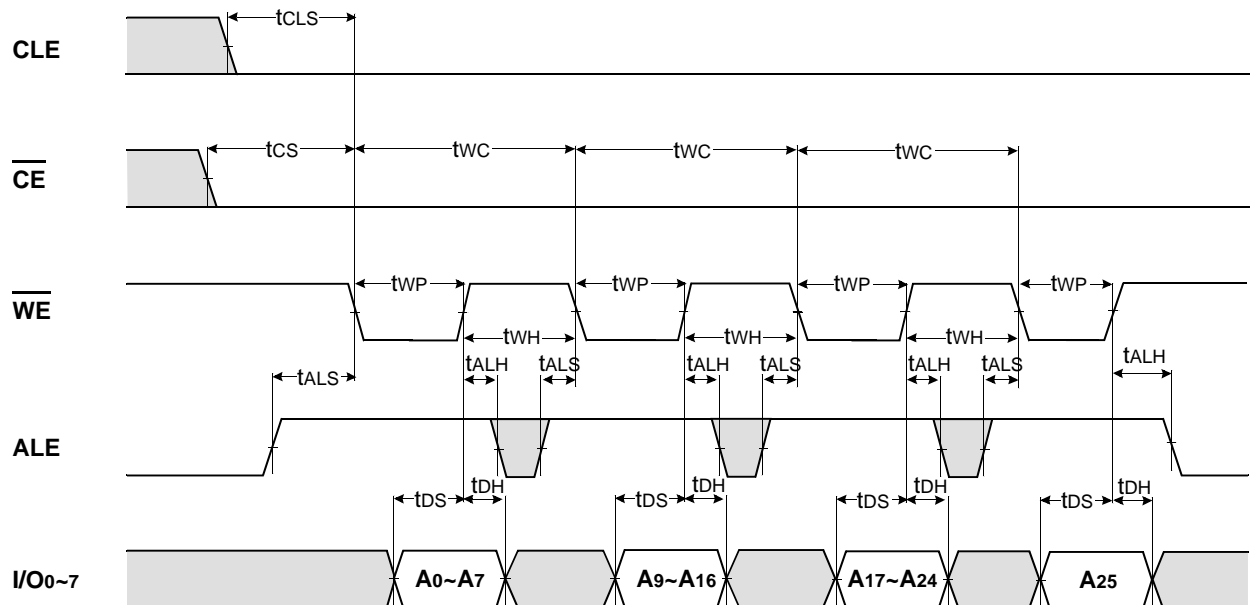 tCLS
CLE
tCS tWC tWC tWC
CE
tWP tWP tWP tWP
WE
tWH tWH tWH
tALH tALS tALH tALS tALH tALS tALH
tALS
ALE
tDS tDH tDS tDH tDS tDH tDS tDH
I/O0~7 A0~A7 A9~A16 A17~A24 A25